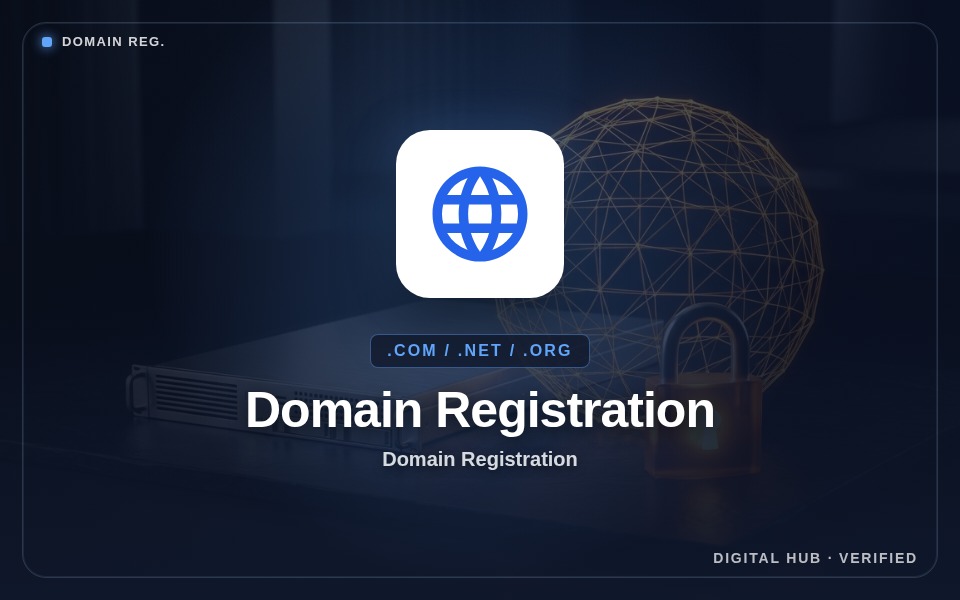 DOMAIN REG.
.COM / .NET / .ORG
Domain Registration
Domain Registration
DIGITAL HUB · VERIFIED